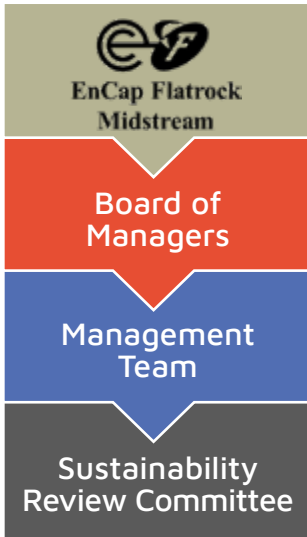 EnCap Flatrock
Midstream
Board of
Managers
Management
Team
Sustainability
Review Committee